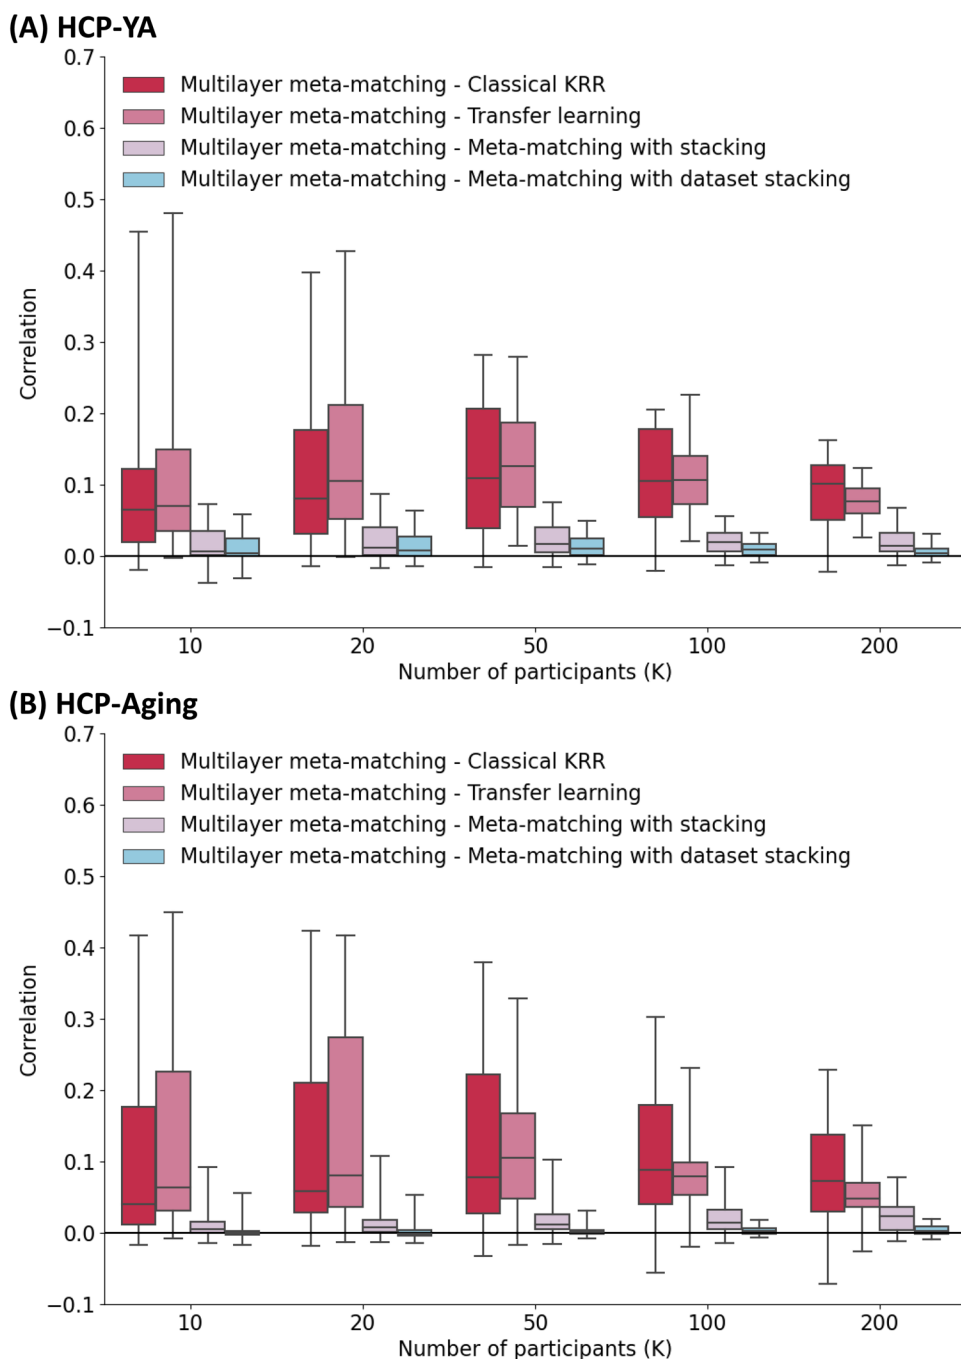 (A) HCP-YA
0.7
Multilayer meta-matching - Classical KRR
0.6
Multilayer meta-matching - Transfer learning
Multilayer meta-matching - Meta-matching with stacking
0.5
Multilayer meta-matching - Meta-matching with dataset stacking
0.4
0.3
0.2
0.1
0.0
−0.1
Correlation
10 20 50 100 200
Number of participants (K)
(B) HCP-Aging
0.7
Multilayer meta-matching - Classical KRR
0.6
Multilayer meta-matching - Transfer learning
Multilayer meta-matching - Meta-matching with stacking
0.5
Multilayer meta-matching - Meta-matching with dataset stacking
0.4
0.3
0.2
0.1
0.0
−0.1
Correlation
10 20 50 100 200
Number of participants (K)